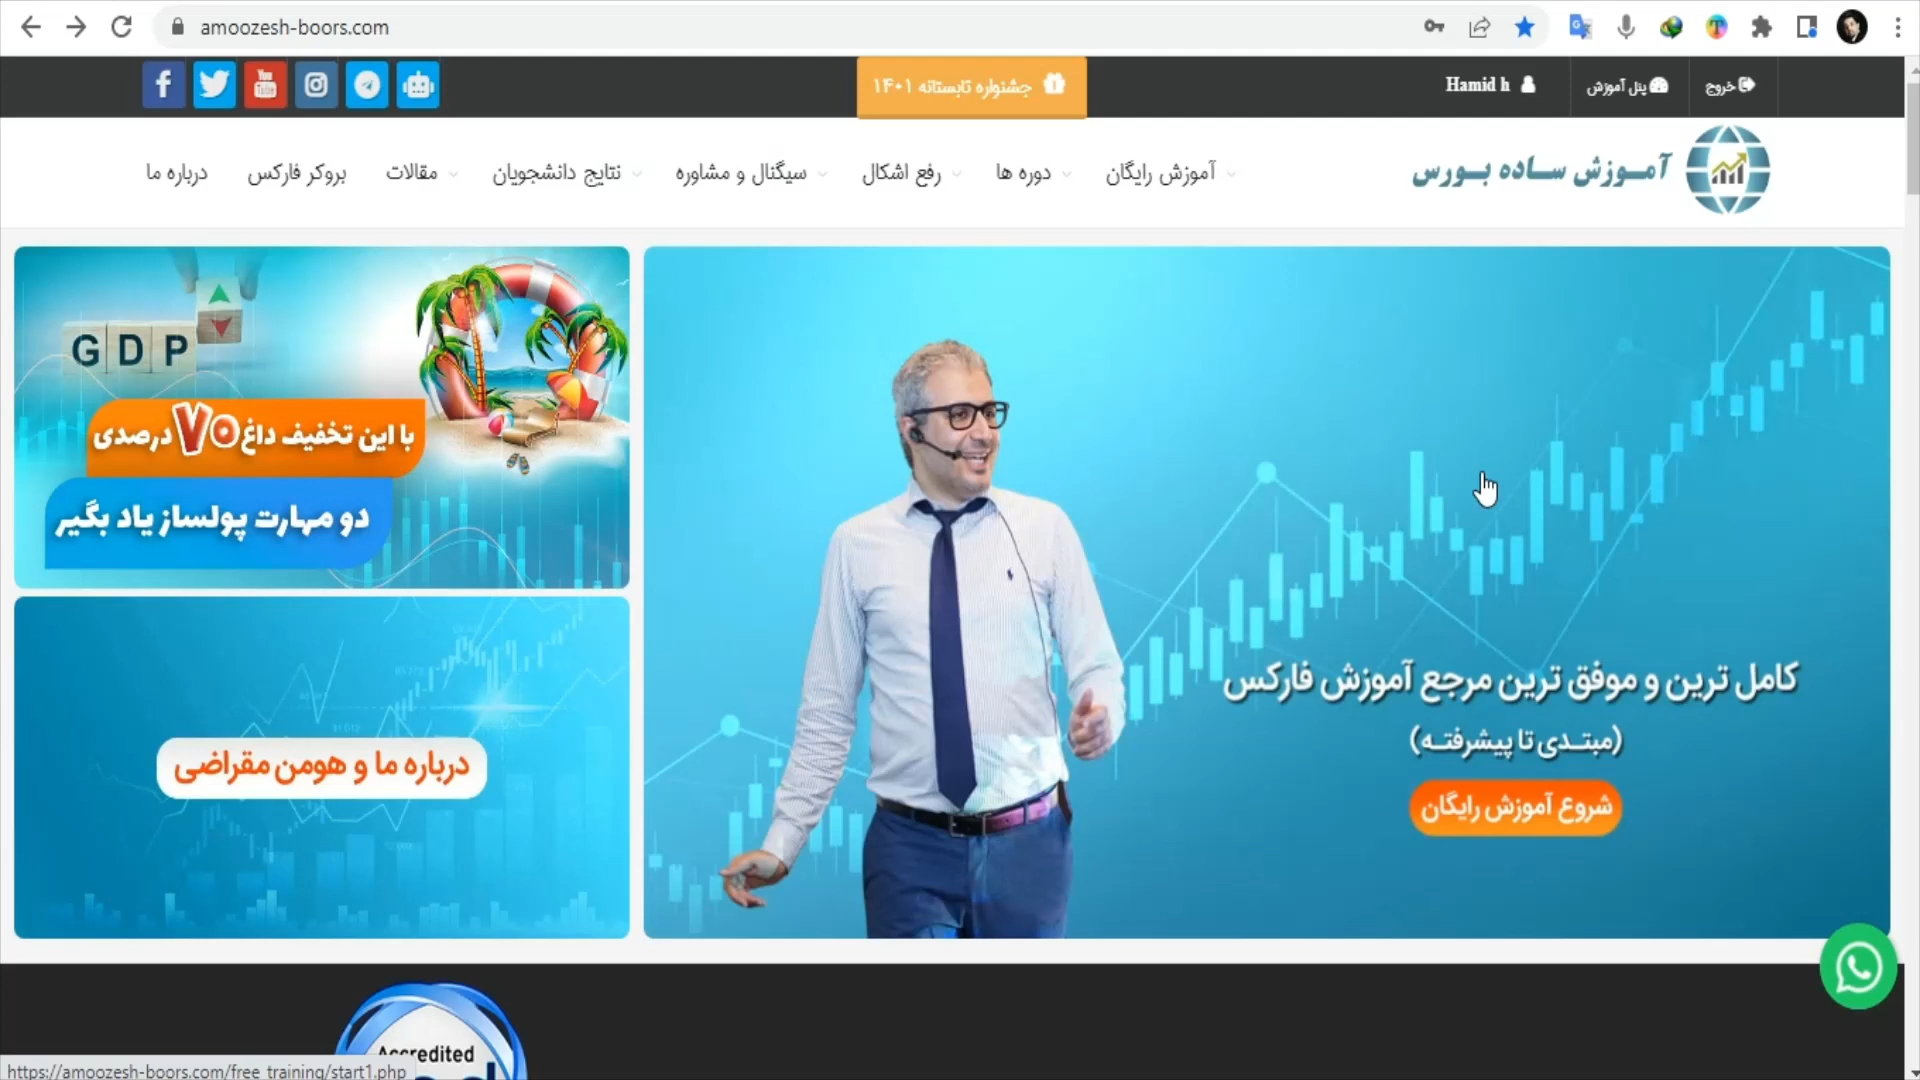 amoozesh-boors.com
خروج
پنل آموزش
Hamid h
جشنواره تابستانه ۱۴۰۱
You
Tube
آمـوزش سـاده بـورس
آموزش رایگان
دوره ها
رفع اشکال
سیگنال و مشاوره
نتایج دانشجویان
مقالات
بروکر فارکس
درباره ما
GDP
با این تخفیف داغ ۷۵ درصدی
دو مهارت پولساز یاد بگیر
درباره ما و هومن مقراضی
کامل ترین و موفق ترین مرجع آموزش فارکس
(مبتـدی تا پیشرفتـه)
شروع آموزش رایگان
Accredited
https://amoozesh-boors.com/free_training/start1.php